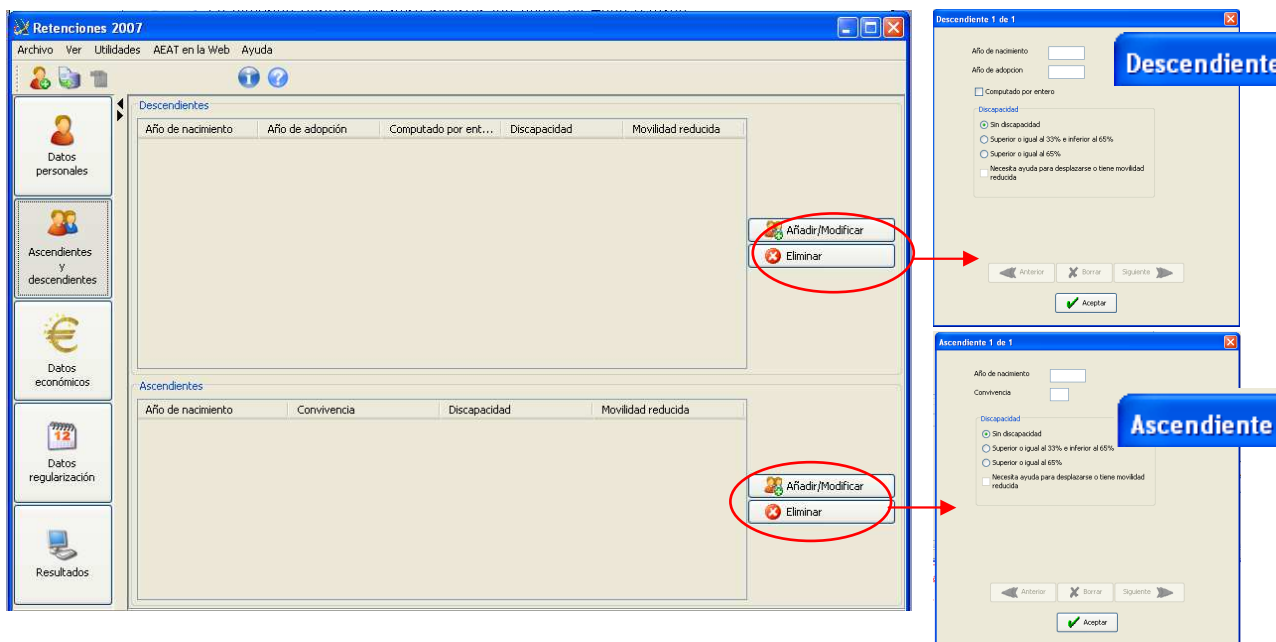 Retenciones 2007
Archivo Ver Utilidades AEAT en la Web Ayuda
Datos
personales
Ascendientes
y
descendientes
Datos
económicos
12
Datos
regularización
Resultados
Descendientes
Año de nacimiento Año de adopción Computado por ent... Discapacidad Movilidad reducida
Añadir/Modificar
Eliminar
Ascendientes
Año de nacimiento Convivencia Discapacidad Movilidad reducida
Añadir/Modificar
Eliminar
Descendiente 1 de 1
Descendiente
Año de nacimiento
Año de adopcion
Computado por entero
Discapacidad
Sin discapacidad
Superior o igual al 33% e inferior al 65%
Superior o igual al 65%
Necesita ayuda para desplazarse o tiene movilidad
reducida
Anterior Borrar Siguiente
Aceptar
Ascendiente 1 de 1
Ascendiente
Año de nacimiento
Convivencia
Discapacidad
Sin discapacidad
Superior o igual al 33% e inferior al 65%
Superior o igual al 65%
Necesita ayuda para desplazarse o tiene movilidad
reducida
Anterior Borrar Siguiente
Aceptar